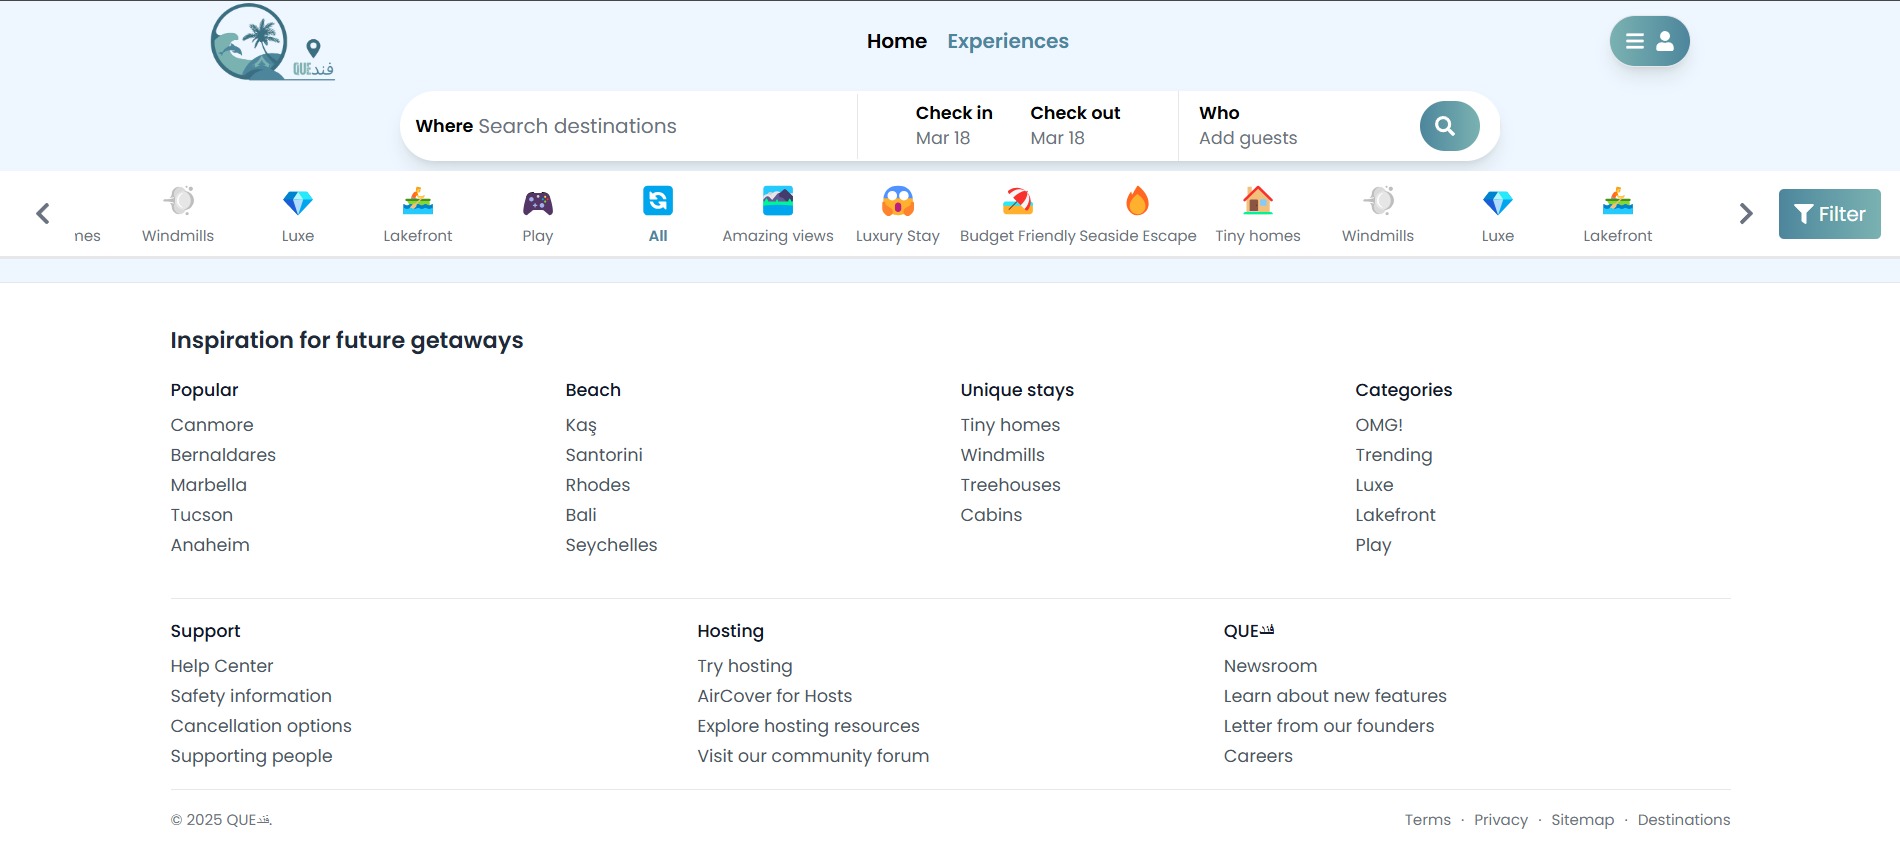 QUEفند
Home Experiences
Where Search destinations
Check in
Mar 18
Check out
Mar 18
Who
Add guests
nes
Windmills
Luxe
Lakefront
Play
All
Amazing views
Luxury Stay
Budget Friendly
Seaside Escape
Tiny homes
Windmills
Luxe
Lakefront
Filter
Inspiration for future getaways
Popular
Canmore
Bernaldares
Marbella
Tucson
Anaheim
Beach
Kaş
Santorini
Rhodes
Bali
Seychelles
Unique stays
Tiny homes
Windmills
Treehouses
Cabins
Categories
OMG!
Trending
Luxe
Lakefront
Play
Support
Help Center
Safety information
Cancellation options
Supporting people
Hosting
Try hosting
AirCover for Hosts
Explore hosting resources
Visit our community forum
QUEفند
Newsroom
Learn about new features
Letter from our founders
Careers
© 2025 QUEفند.
Terms · Privacy · Sitemap · Destinations